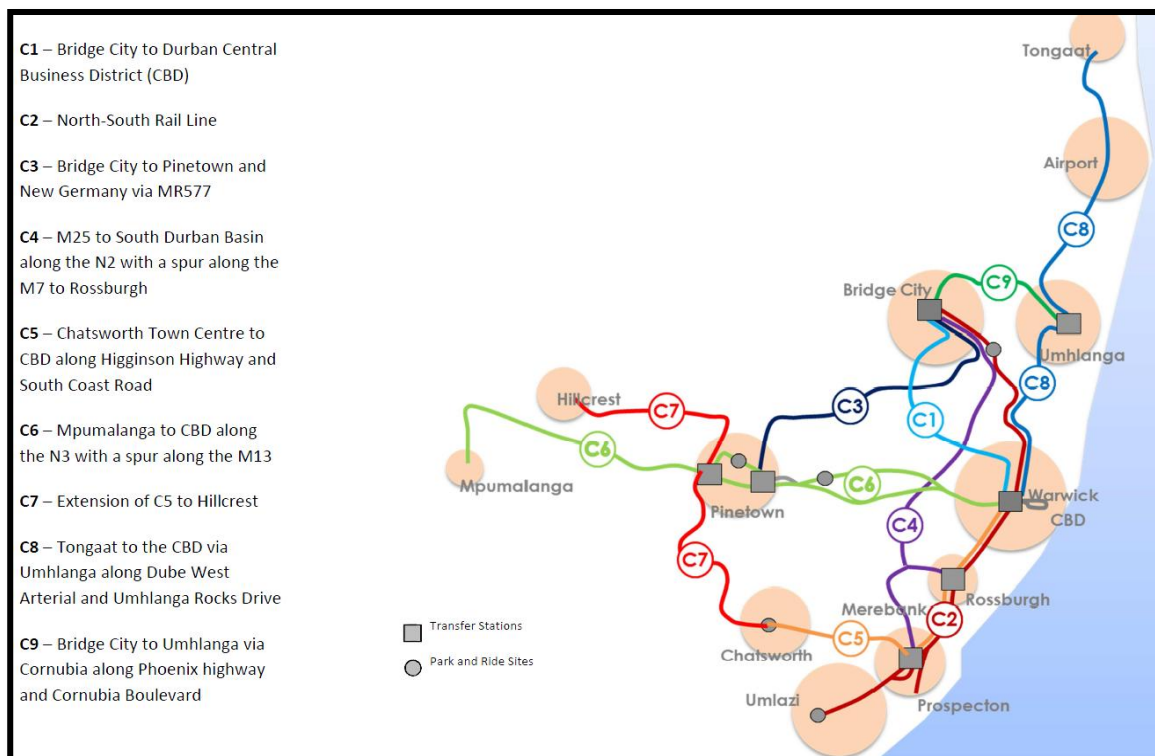 C1 – Bridge City to Durban Central
Business District (CBD)
C2 – North-South Rail Line
C3 – Bridge City to Pinetown and
New Germany via MR577
C4 – M25 to South Durban Basin
along the N2 with a spur along the
M7 to Rossburgh
C5 – Chatsworth Town Centre to
CBD along Higginson Highway and
South Coast Road
C6 – Mpumalanga to CBD along
the N3 with a spur along the M13
C7 – Extension of C5 to Hillcrest
C8 – Tongaat to the CBD via
Umhlanga along Dube West
Arterial and Umhlanga Rocks Drive
C9 – Bridge City to Umhlanga via
Cornubia along Phoenix highway
and Cornubia Boulevard
Tongaat
Airport
C8
Bridge City
C9
Umhlanga
C8
Hillcrest
C7
C3
C1
C6
Mpumalanga
Pinetown
C6
Warwick
CBD
C4
C7
Rossburgh
Merebank
C2
C5
Chatsworth
Umlazi
Prospecton
Transfer Stations
Park and Ride Sites